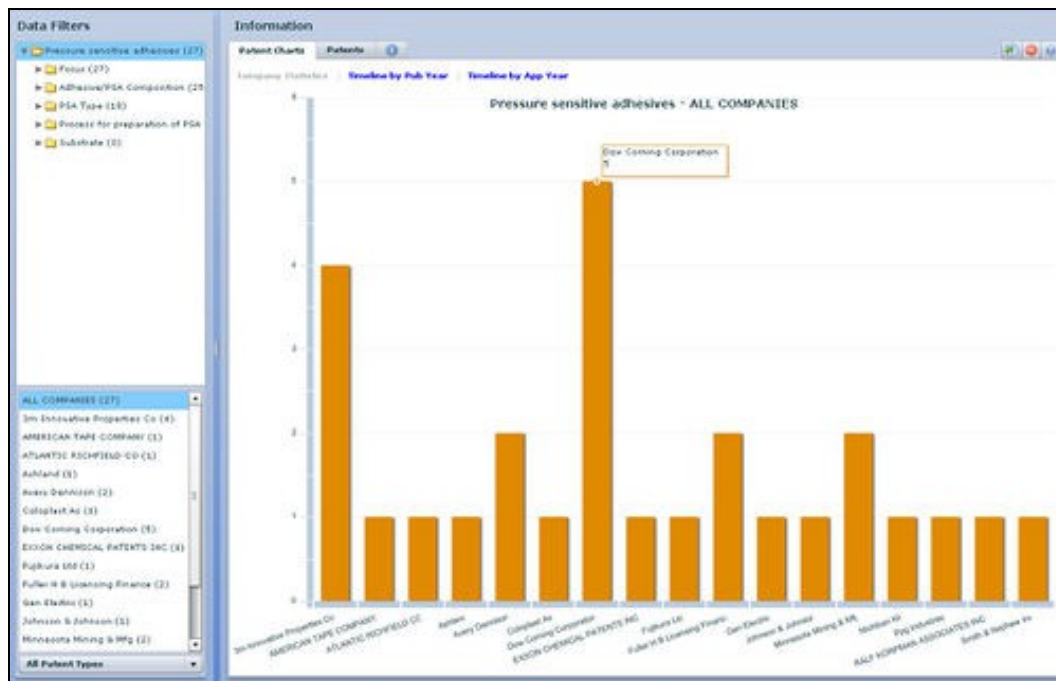 Data Filters
Pressure sensitive adhesives (27)
Focus (27)
Adhesive/PSA Composition (25
PSA Type (19)
Process for preparation of PSA
Substrate (8)
ALL COMPANIES (27)
3m Innovative Properties Co (4)
AMERICAN TAPE COMPANY (1)
ATLANTIC RICHFIELD CO (1)
Ashland (1)
Avery Dennison (2)
Coloplast As (1)
Dow Corning Corporation (5)
EXXON CHEMICAL PATENTS INC (1)
Fujikura Ltd (1)
Fuller H B Licensing Finance (2)
Gen Electric (1)
Johnson & Johnson (1)
Minnesota Mining & Mfg (2)
All Patent Types
Information
Patent Charts Patents
Company Statistics Timeline by Pub Year Timeline by App Year
Pressure sensitive adhesives - ALL COMPANIES
Dow Corning Corporation
5
6
5
4
3
2
1
0
3m Innovative Properties Co
AMERICAN TAPE COMPANY
ATLANTIC RICHFIELD CO
Ashland
Avery Dennison
Coloplast As
Dow Corning Corporation
EXXON CHEMICAL PATENTS INC
Fujikura Ltd
Fuller H B Licensing Financ
Gen Electric
Johnson & Johnson
Minnesota Mining & Mfg
Ppg Industries
RALF KORPMAN ASSOCIATES INC
Smith & Nephew Inc